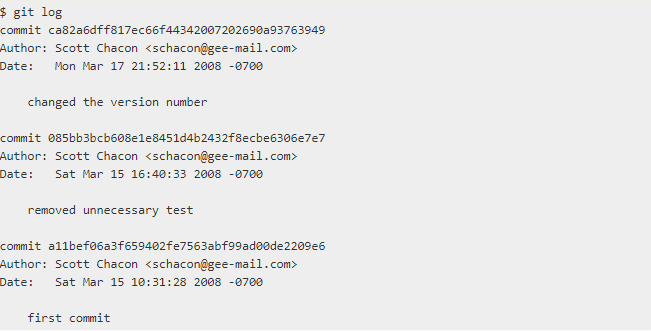 $ git log
commit ca82a6dff817ec66f44342007202690a93763949
Author: Scott Chacon <schacon@gee-mail.com>
Date:   Mon Mar 17 21:52:11 2008 -0700
    changed the version number
commit 085bb3bcb608e1e8451d4b2432f8ecbe6306e7e7
Author: Scott Chacon <schacon@gee-mail.com>
Date:   Sat Mar 15 16:40:33 2008 -0700
    removed unnecessary test
commit a11bef06a3f659402fe7563abf99ad00de2209e6
Author: Scott Chacon <schacon@gee-mail.com>
Date:   Sat Mar 15 10:31:28 2008 -0700
    first commit